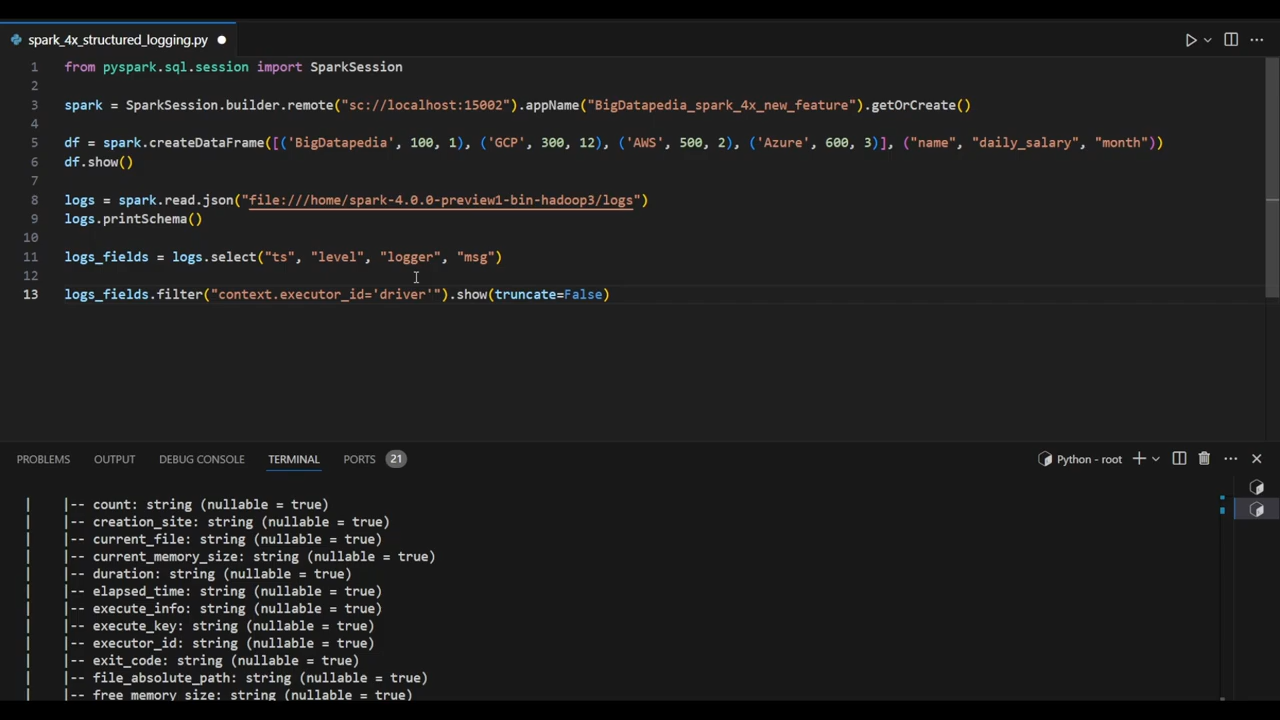 spark_4x_structured_logging.py
1 from pyspark.sql.session import SparkSession
2
3 spark = SparkSession.builder.remote("sc://localhost:15002").appName("BigDatapedia_spark_4x_new_feature").getOrCreate()
4
5 df = spark.createDataFrame([('BigDatapedia', 100, 1), ('GCP', 300, 12), ('AWS', 500, 2), ('Azure', 600, 3)], ("name", "daily_salary", "month"))
6 df.show()
7
8 logs = spark.read.json("file:///home/spark-4.0.0-preview1-bin-hadoop3/logs")
9 logs.printSchema()
10
11 logs_fields = logs.select("ts", "level", "logger", "msg")
12
13 logs_fields.filter("context.executor_id='driver'").show(truncate=False)
PROBLEMS OUTPUT DEBUG CONSOLE TERMINAL PORTS 21 Python - root
| |-- count: string (nullable = true)
| |-- creation_site: string (nullable = true)
| |-- current_file: string (nullable = true)
| |-- current_memory_size: string (nullable = true)
| |-- duration: string (nullable = true)
| |-- elapsed_time: string (nullable = true)
| |-- execute_info: string (nullable = true)
| |-- execute_key: string (nullable = true)
| |-- executor_id: string (nullable = true)
| |-- exit_code: string (nullable = true)
| |-- file_absolute_path: string (nullable = true)
| |-- free_memory_size: string (nullable = true)